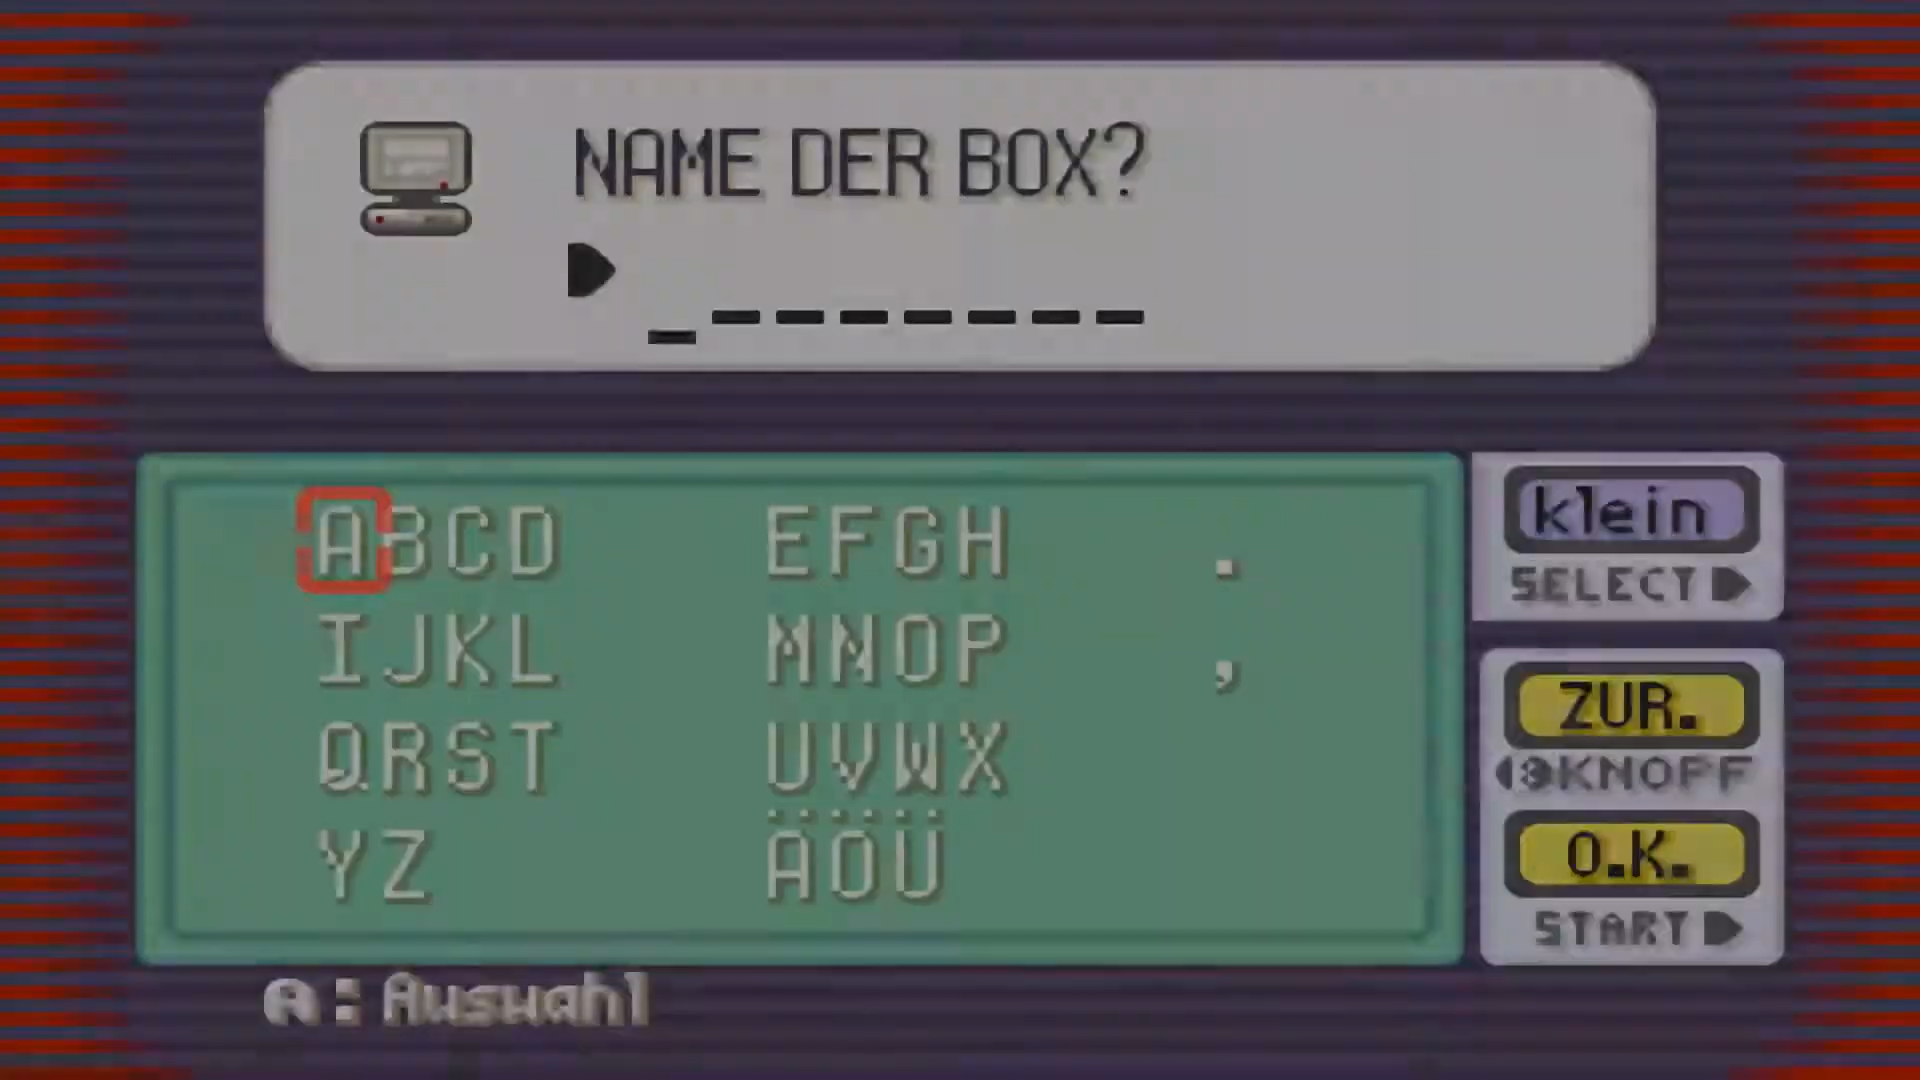 NAME DER BOX?
ABCD EFGH .
IJKL MNOP ,
QRST UVWX
YZ ÄÖÜ
klein
SELECT
ZUR.
B KNOPF
O.K.
START
A: Auswahl